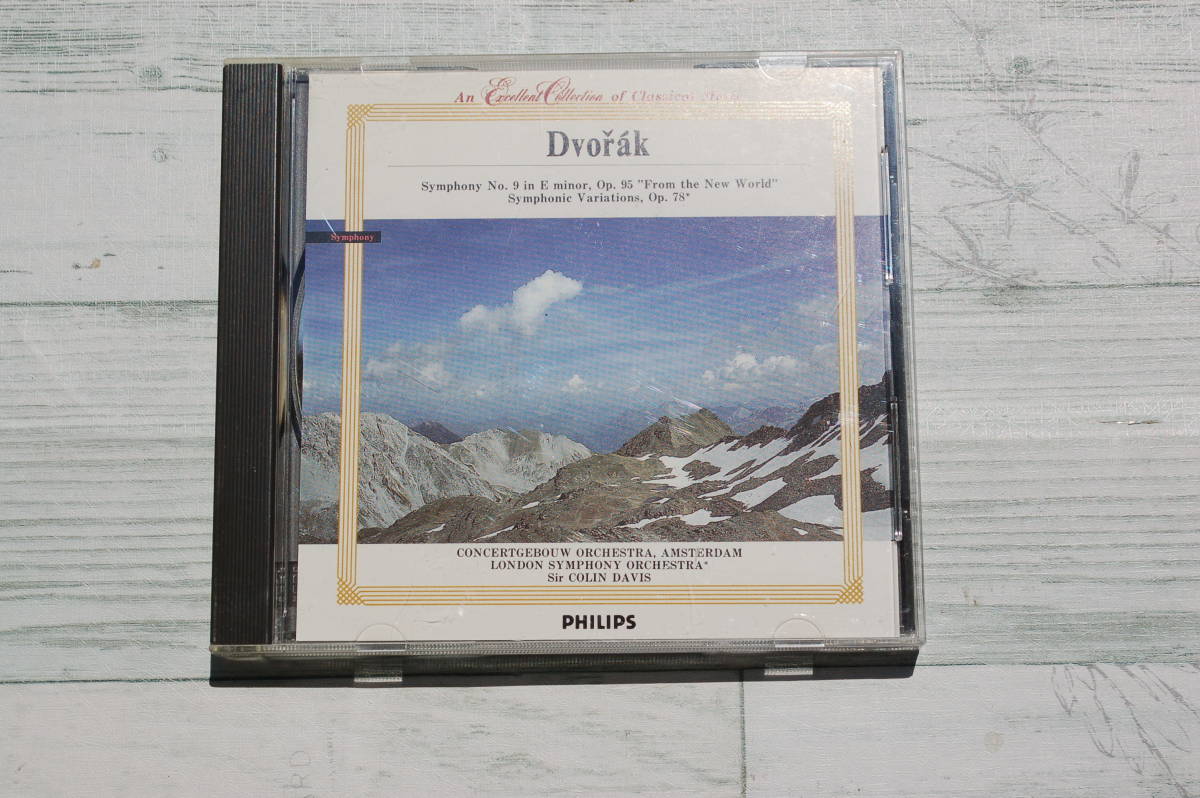 An Excellent Collection of Classical
Dvořák
Symphony No. 9 in E minor, Op. 95 "From the New World"
Symphonic Variations, Op. 78*
Symphony
CONCERTGEBOUW ORCHESTRA, AMSTERDAM
LONDON SYMPHONY ORCHESTRA*
Sir COLIN DAVIS
PHILIPS